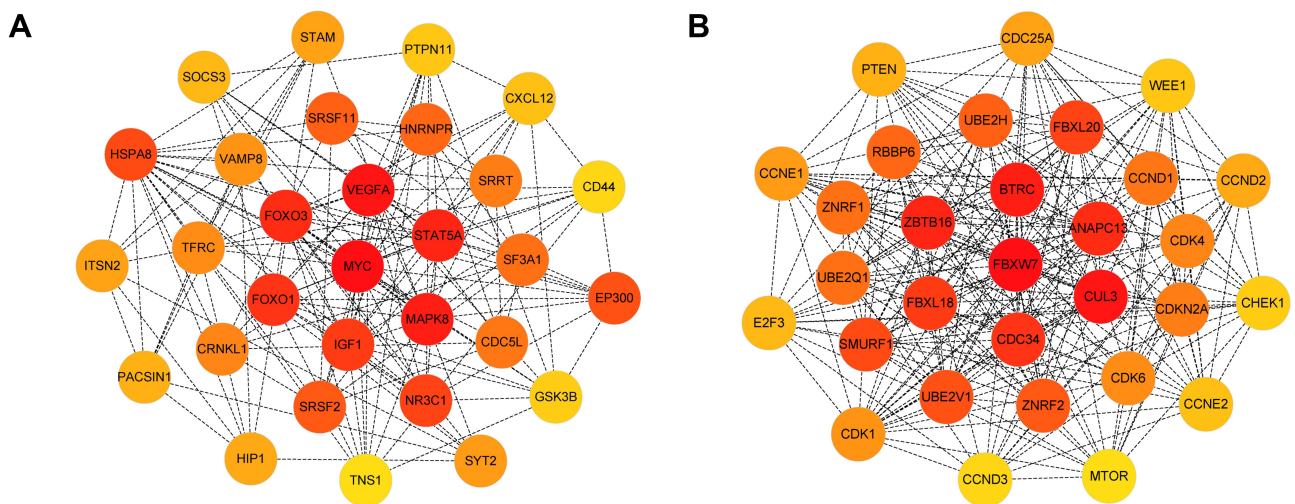 A
STAM
PTPN11
SOCS3
CXCL12
SRSF11
HNRNPR
HSPA8
VAMP8
SRRT
CD44
VEGFA
FOXO3
STAT5A
TFRC
SF3A1
ITSN2
MYC
EP300
FOXO1
MAPK8
CRNKL1
IGF1
CDC5L
PACSIN1
GSK3B
SRSF2
NR3C1
HIP1
SYT2
TNS1
B
CDC25A
PTEN
WEE1
UBE2H
FBXL20
RBBP6
CCNE1
BTRC
CCND1
CCND2
ZNRF1
ZBTB16
ANAPC13
CDK4
FBXW7
UBE2Q1
FBXL18
CUL3
CDKN2A
CHEK1
E2F3
SMURF1
CDC34
CDK6
UBE2V1
ZNRF2
CCNE2
CDK1
CCND3
MTOR